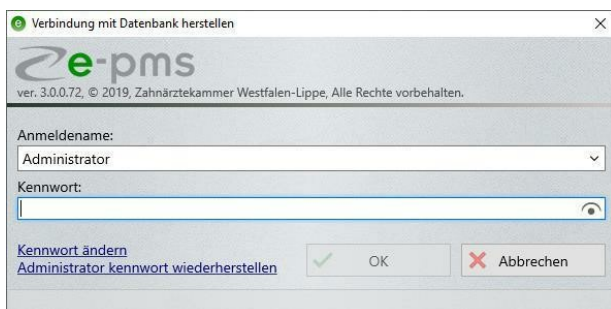 Verbindung mit Datenbank herstellen
e-pms
ver. 3.0.0.72, © 2019, Zahnärztekammer Westfalen-Lippe, Alle Rechte vorbehalten.
Anmeldename:
Administrator
Kennwort:
Kennwort ändern
Administrator kennwort wiederherstellen
OK
Abbrechen